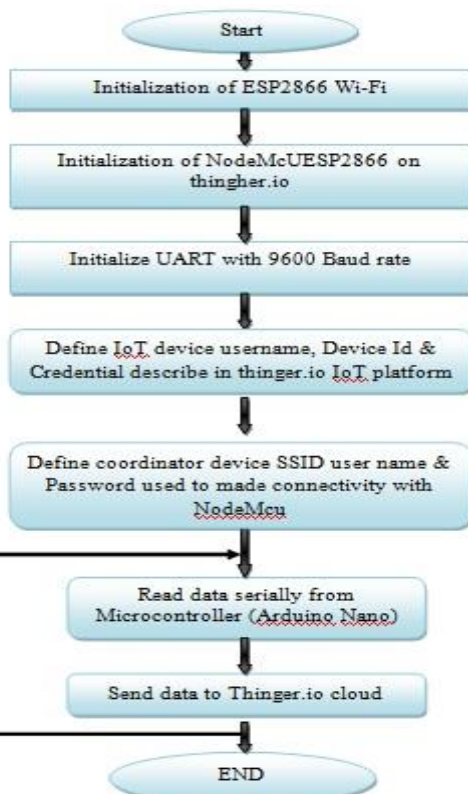 Start
Initialization of ESP2866 Wi-Fi
Initialization of NodeMcUESP2866 on
thingher.io
Initialize UART with 9600 Baud rate
Define IoT device username, Device Id &
Credential describe in thinger.io IoT platform
Define coordinator device SSID user name &
Password used to made connectivity with
NodeMcu
Read data serially from
Microcontroller (Arduino Nano)
Send data to Thinger.io cloud
END